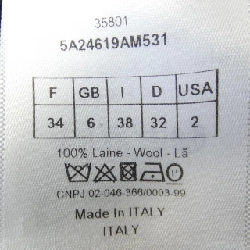 35801
5A24619AM531
F GB I D USA
34 6 38 32 2
100% Laine - Wool - Lã
CNPJ 02-046-366/0003-99
Made In ITALY
ITALY